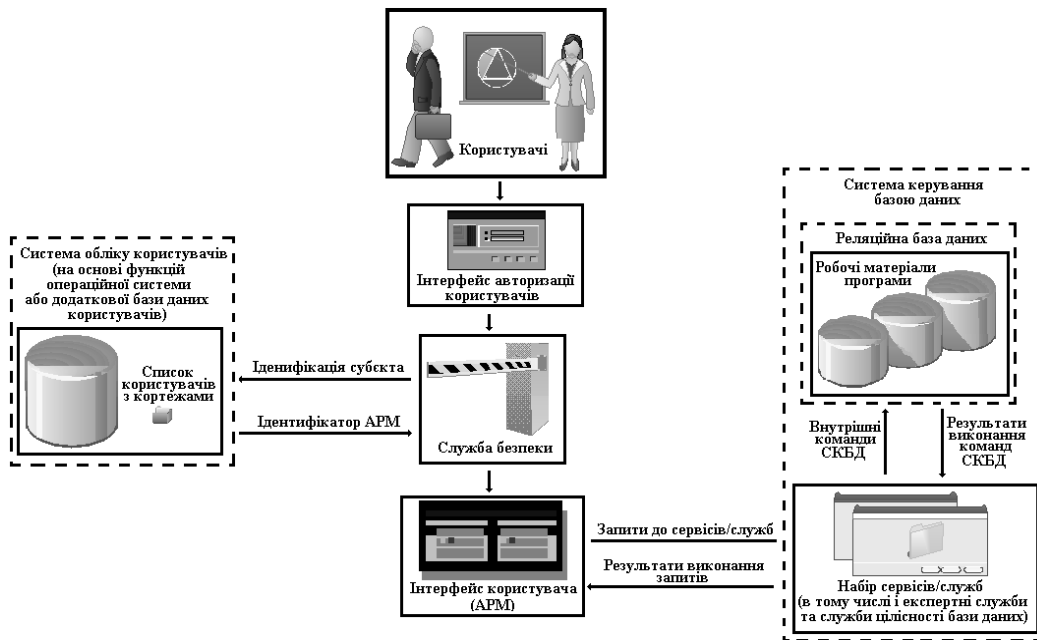 Користувачі
Інтерфейс авторизації
користувачів
Система обліку користувачів
(на основі функцій
операційної системи
або додаткової бази даних
користувачів)
Список
користувачів
з кортежами
Іденифікація субєкта
Ідентифікатор АРМ
Служба безпеки
Інтерфейс користувача
(АРМ)
Запити до сервісів/служб
Результати виконання
запитів
Система керування
базою даних
Реляційна база даних
Робочі матеріали
програми
Внутрішні
команди
СКБД
Результати
виконання
команд
СКБД
Набір сервісів/служб
(в тому числі і експертні служби
та служби цілісності бази даних)